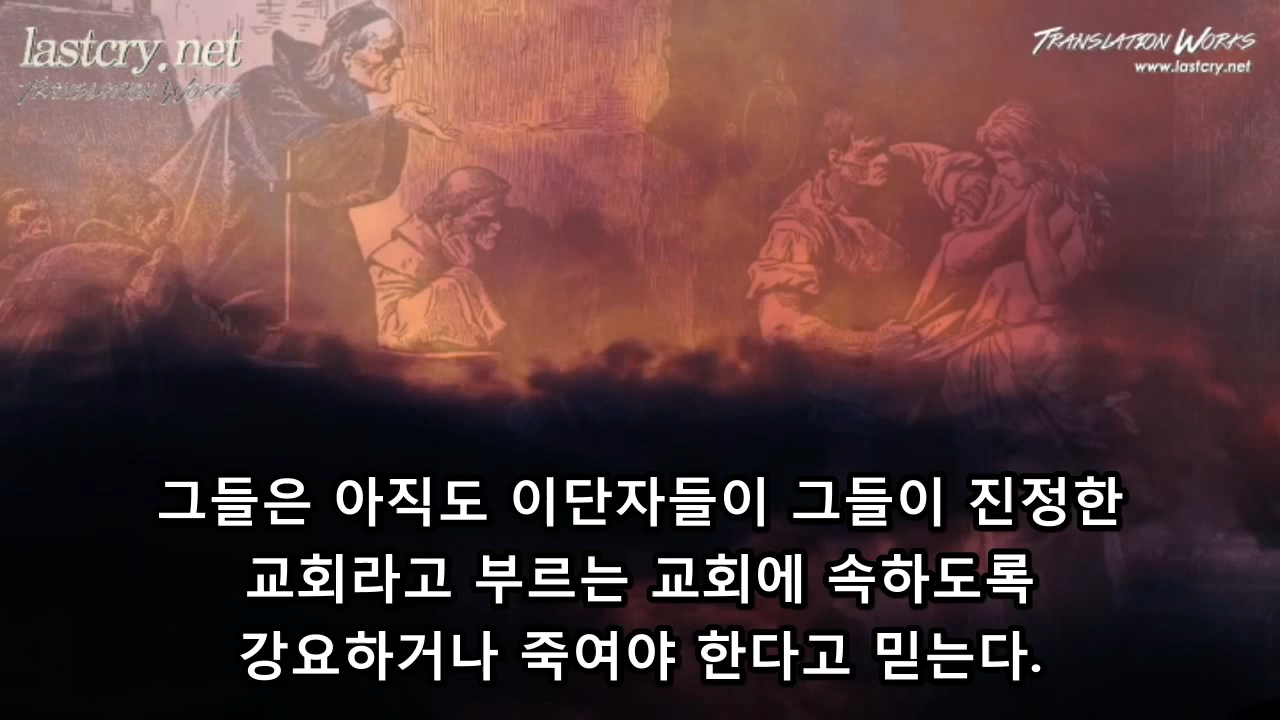 lastcry.net
TRANSLATION WORKS
TRANSLATION WORKS
www.lastcry.net
그들은 아직도 이단자들이 그들이 진정한
교회라고 부르는 교회에 속하도록
강요하거나 죽여야 한다고 믿는다.